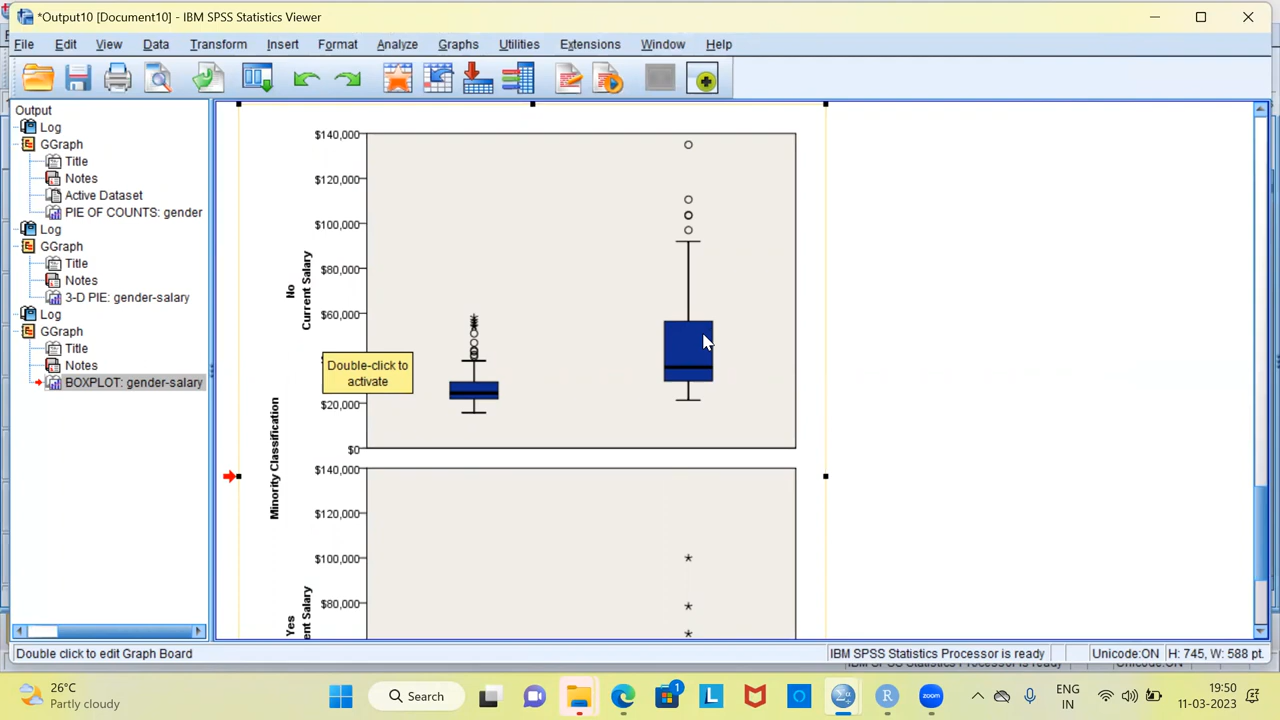 *Output10 [Document10] - IBM SPSS Statistics Viewer
File Edit View Data Transform Insert Format Analyze Graphs Utilities Extensions Window Help
Output
Log
GGraph
Title
Notes
Active Dataset
PIE OF COUNTS: gender
Log
GGraph
Title
Notes
3-D PIE: gender-salary
Log
GGraph
Title
Notes
BOXPLOT: gender-salary
Minority Classification
No
Current Salary
$140,000
$120,000
$100,000
$80,000
$60,000
$20,000
$0
Double-click to
activate
Yes
ent Salary
$140,000
$120,000
$100,000
$80,000
Double click to edit Graph Board
IBM SPSS Statistics Processor is ready
Unicode:ON
H: 745, W: 588 pt.
26°C
Partly cloudy
Search
1
L
R
zoom
ENG
IN
19:50
11-03-2023